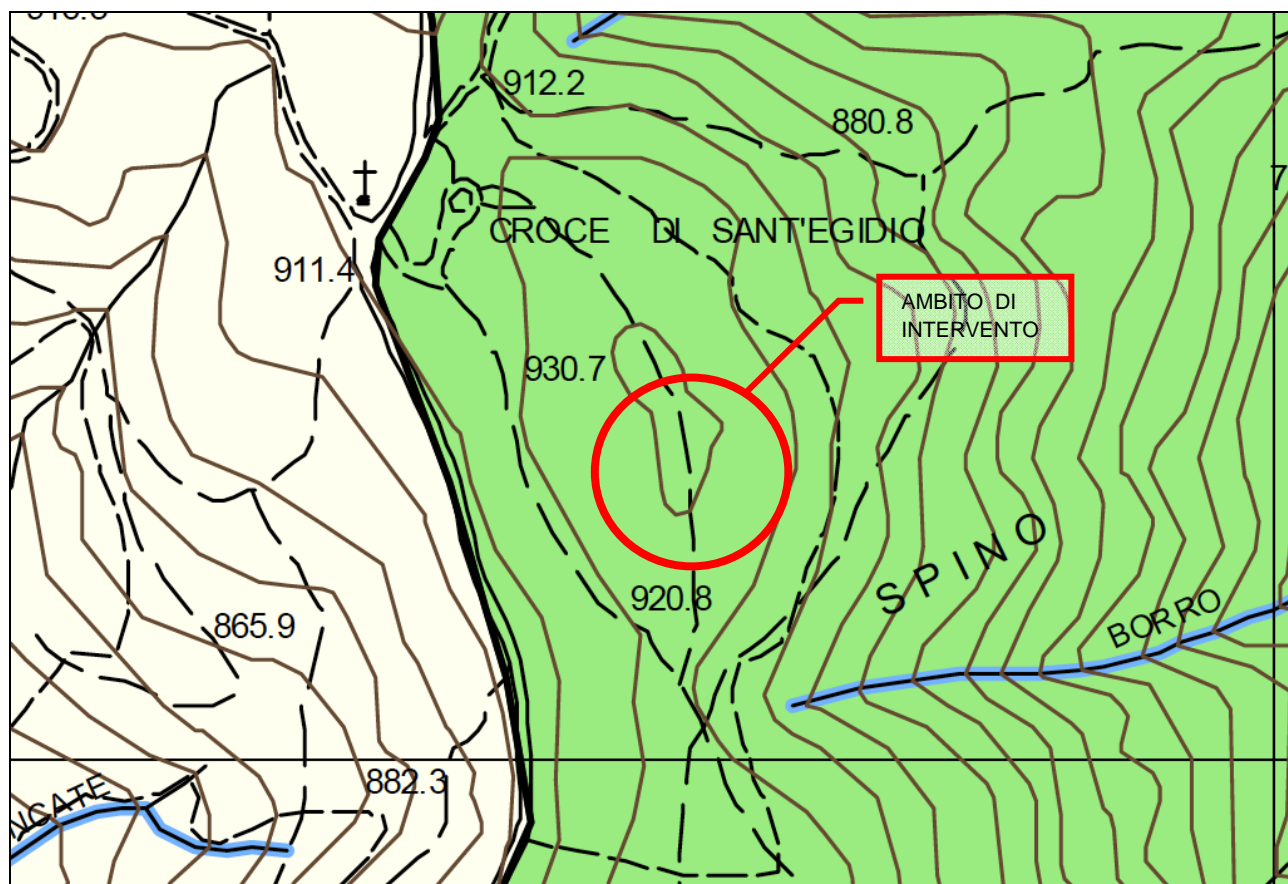 912.2
880.8
7
CROCE DI SANT'EGIDIO
911.4
AMBITO DI
INTERVENTO
930.7
SPINO
920.8
BORRO
865.9
882.3
NCATE